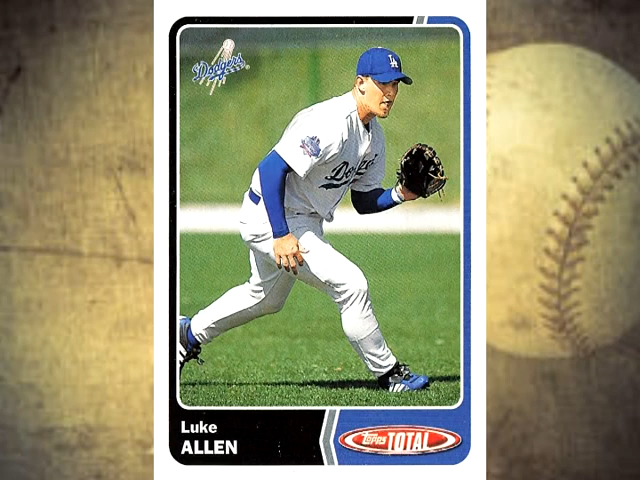 Dodgers
LA
Dodgers
Luke
ALLEN
Topps TOTAL